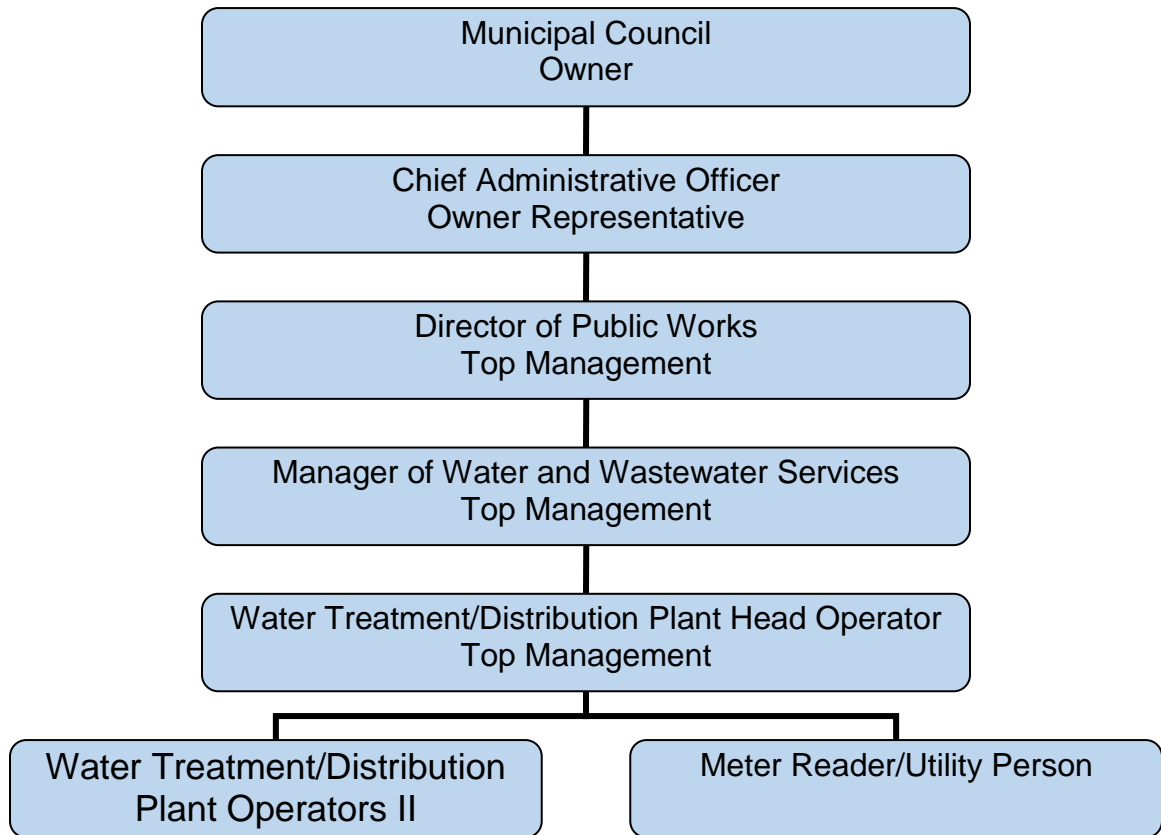 Municipal Council
Owner
Chief Administrative Officer
Owner Representative
Director of Public Works
Top Management
Manager of Water and Wastewater Services
Top Management
Water Treatment/Distribution Plant Head Operator
Top Management
Water Treatment/Distribution
Plant Operators II
Meter Reader/Utility Person